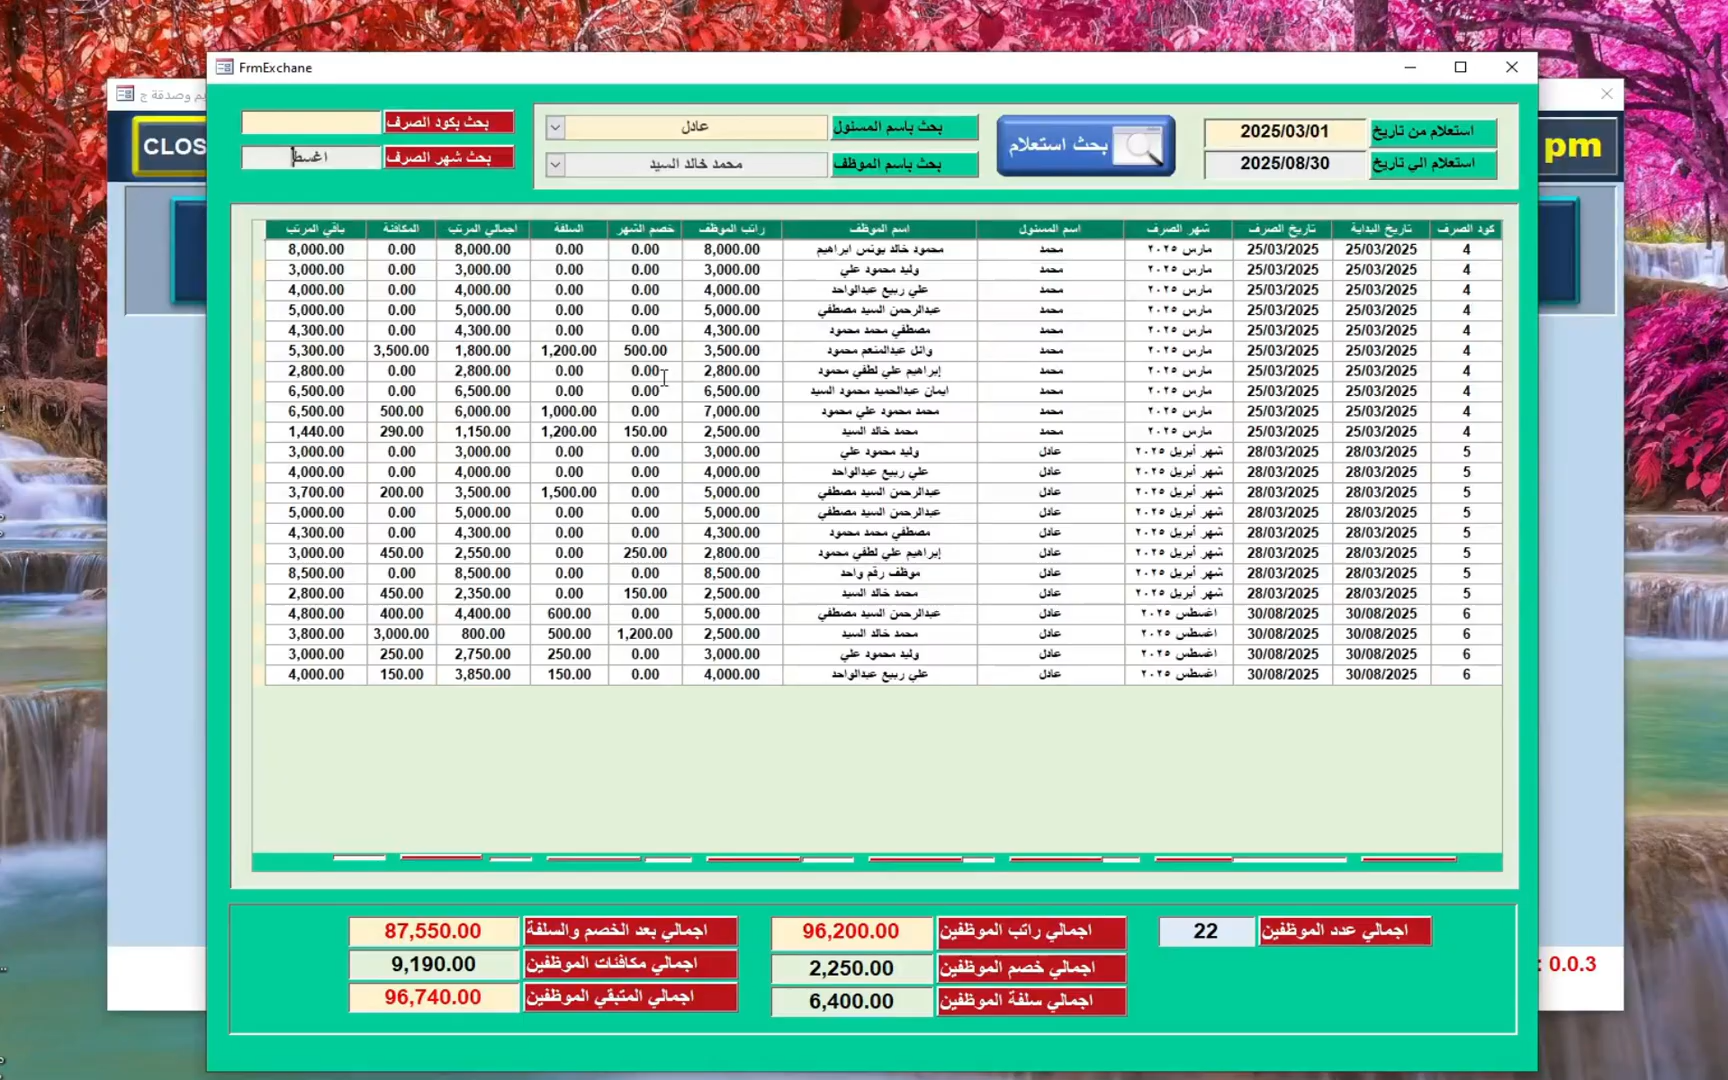 FrmExchane
يم وصدقة ج
CLOS
pm
استعلام من تاريخ 2025/03/01
استعلام الي تاريخ 2025/08/30
بحث استعلام
بحث باسم المسئول عادل
بحث باسم الموظف محمد خالد السيد
بحث بكود الصرف
بحث شهر الصرف اغسط
كود الصرف تاريخ البداية تاريخ الصرف شهر الصرف اسم المسئول اسم الموظف راتب الموظف خصم الشهر السلفة اجمالي المرتب المكافئة باقي المرتب
4 25/03/2025 25/03/2025 مارس ٢٠٢٥ محمد محمود خالد يونس ابراهيم 8,000.00 0.00 0.00 8,000.00 0.00 8,000.00
4 25/03/2025 25/03/2025 مارس ٢٠٢٥ محمد وليد محمود علي 3,000.00 0.00 0.00 3,000.00 0.00 3,000.00
4 25/03/2025 25/03/2025 مارس ٢٠٢٥ محمد علي ربيع عبدالواحد 4,000.00 0.00 0.00 4,000.00 0.00 4,000.00
4 25/03/2025 25/03/2025 مارس ٢٠٢٥ محمد عبدالرحمن السيد مصطفي 5,000.00 0.00 0.00 5,000.00 0.00 5,000.00
4 25/03/2025 25/03/2025 مارس ٢٠٢٥ محمد مصطفي محمد محمود 4,300.00 0.00 0.00 4,300.00 0.00 4,300.00
4 25/03/2025 25/03/2025 مارس ٢٠٢٥ محمد وائل عبدالمنعم محمود 3,500.00 500.00 1,200.00 1,800.00 3,500.00 5,300.00
4 25/03/2025 25/03/2025 مارس ٢٠٢٥ محمد إبراهيم علي لطفي محمود 2,800.00 0.00 0.00 2,800.00 0.00 2,800.00
4 25/03/2025 25/03/2025 مارس ٢٠٢٥ محمد ايمان عبدالحميد محمود السيد 6,500.00 0.00 0.00 6,500.00 0.00 6,500.00
4 25/03/2025 25/03/2025 مارس ٢٠٢٥ محمد محمد محمود علي محمود 7,000.00 0.00 1,000.00 6,000.00 500.00 6,500.00
4 25/03/2025 25/03/2025 مارس ٢٠٢٥ محمد محمد خالد السيد 2,500.00 150.00 1,200.00 1,150.00 290.00 1,440.00
5 28/03/2025 28/03/2025 شهر أبريل ٢٠٢٥ عادل وليد محمود علي 3,000.00 0.00 0.00 3,000.00 0.00 3,000.00
5 28/03/2025 28/03/2025 شهر أبريل ٢٠٢٥ عادل علي ربيع عبدالواحد 4,000.00 0.00 0.00 4,000.00 0.00 4,000.00
5 28/03/2025 28/03/2025 شهر أبريل ٢٠٢٥ عادل عبدالرحمن السيد مصطفي 5,000.00 0.00 1,500.00 3,500.00 200.00 3,700.00
5 28/03/2025 28/03/2025 شهر أبريل ٢٠٢٥ عادل عبدالرحمن السيد مصطفي 5,000.00 0.00 0.00 5,000.00 0.00 5,000.00
5 28/03/2025 28/03/2025 شهر أبريل ٢٠٢٥ عادل مصطفي محمد محمود 4,300.00 0.00 0.00 4,300.00 0.00 4,300.00
5 28/03/2025 28/03/2025 شهر أبريل ٢٠٢٥ عادل إبراهيم علي لطفي محمود 2,800.00 250.00 0.00 2,550.00 450.00 3,000.00
5 28/03/2025 28/03/2025 شهر أبريل ٢٠٢٥ عادل موظف رقم واحد 8,500.00 0.00 0.00 8,500.00 0.00 8,500.00
5 28/03/2025 28/03/2025 شهر أبريل ٢٠٢٥ عادل محمد خالد السيد 2,500.00 150.00 0.00 2,350.00 450.00 2,800.00
6 30/08/2025 30/08/2025 اغسطس ٢٠٢٥ عادل عبدالرحمن السيد مصطفي 5,000.00 0.00 600.00 4,400.00 400.00 4,800.00
6 30/08/2025 30/08/2025 اغسطس ٢٠٢٥ عادل محمد خالد السيد 2,500.00 1,200.00 500.00 800.00 3,000.00 3,800.00
6 30/08/2025 30/08/2025 اغسطس ٢٠٢٥ عادل وليد محمود علي 3,000.00 0.00 250.00 2,750.00 250.00 3,000.00
6 30/08/2025 30/08/2025 اغسطس ٢٠٢٥ عادل علي ربيع عبدالواحد 4,000.00 0.00 150.00 3,850.00 150.00 4,000.00
اجمالي عدد الموظفين 22
اجمالي راتب الموظفين 96,200.00
اجمالي خصم الموظفين 2,250.00
اجمالي سلفة الموظفين 6,400.00
اجمالي بعد الخصم والسلفة 87,550.00
اجمالي مكافئات الموظفين 9,190.00
اجمالي المتبقي الموظفين 96,740.00
: 0.0.3